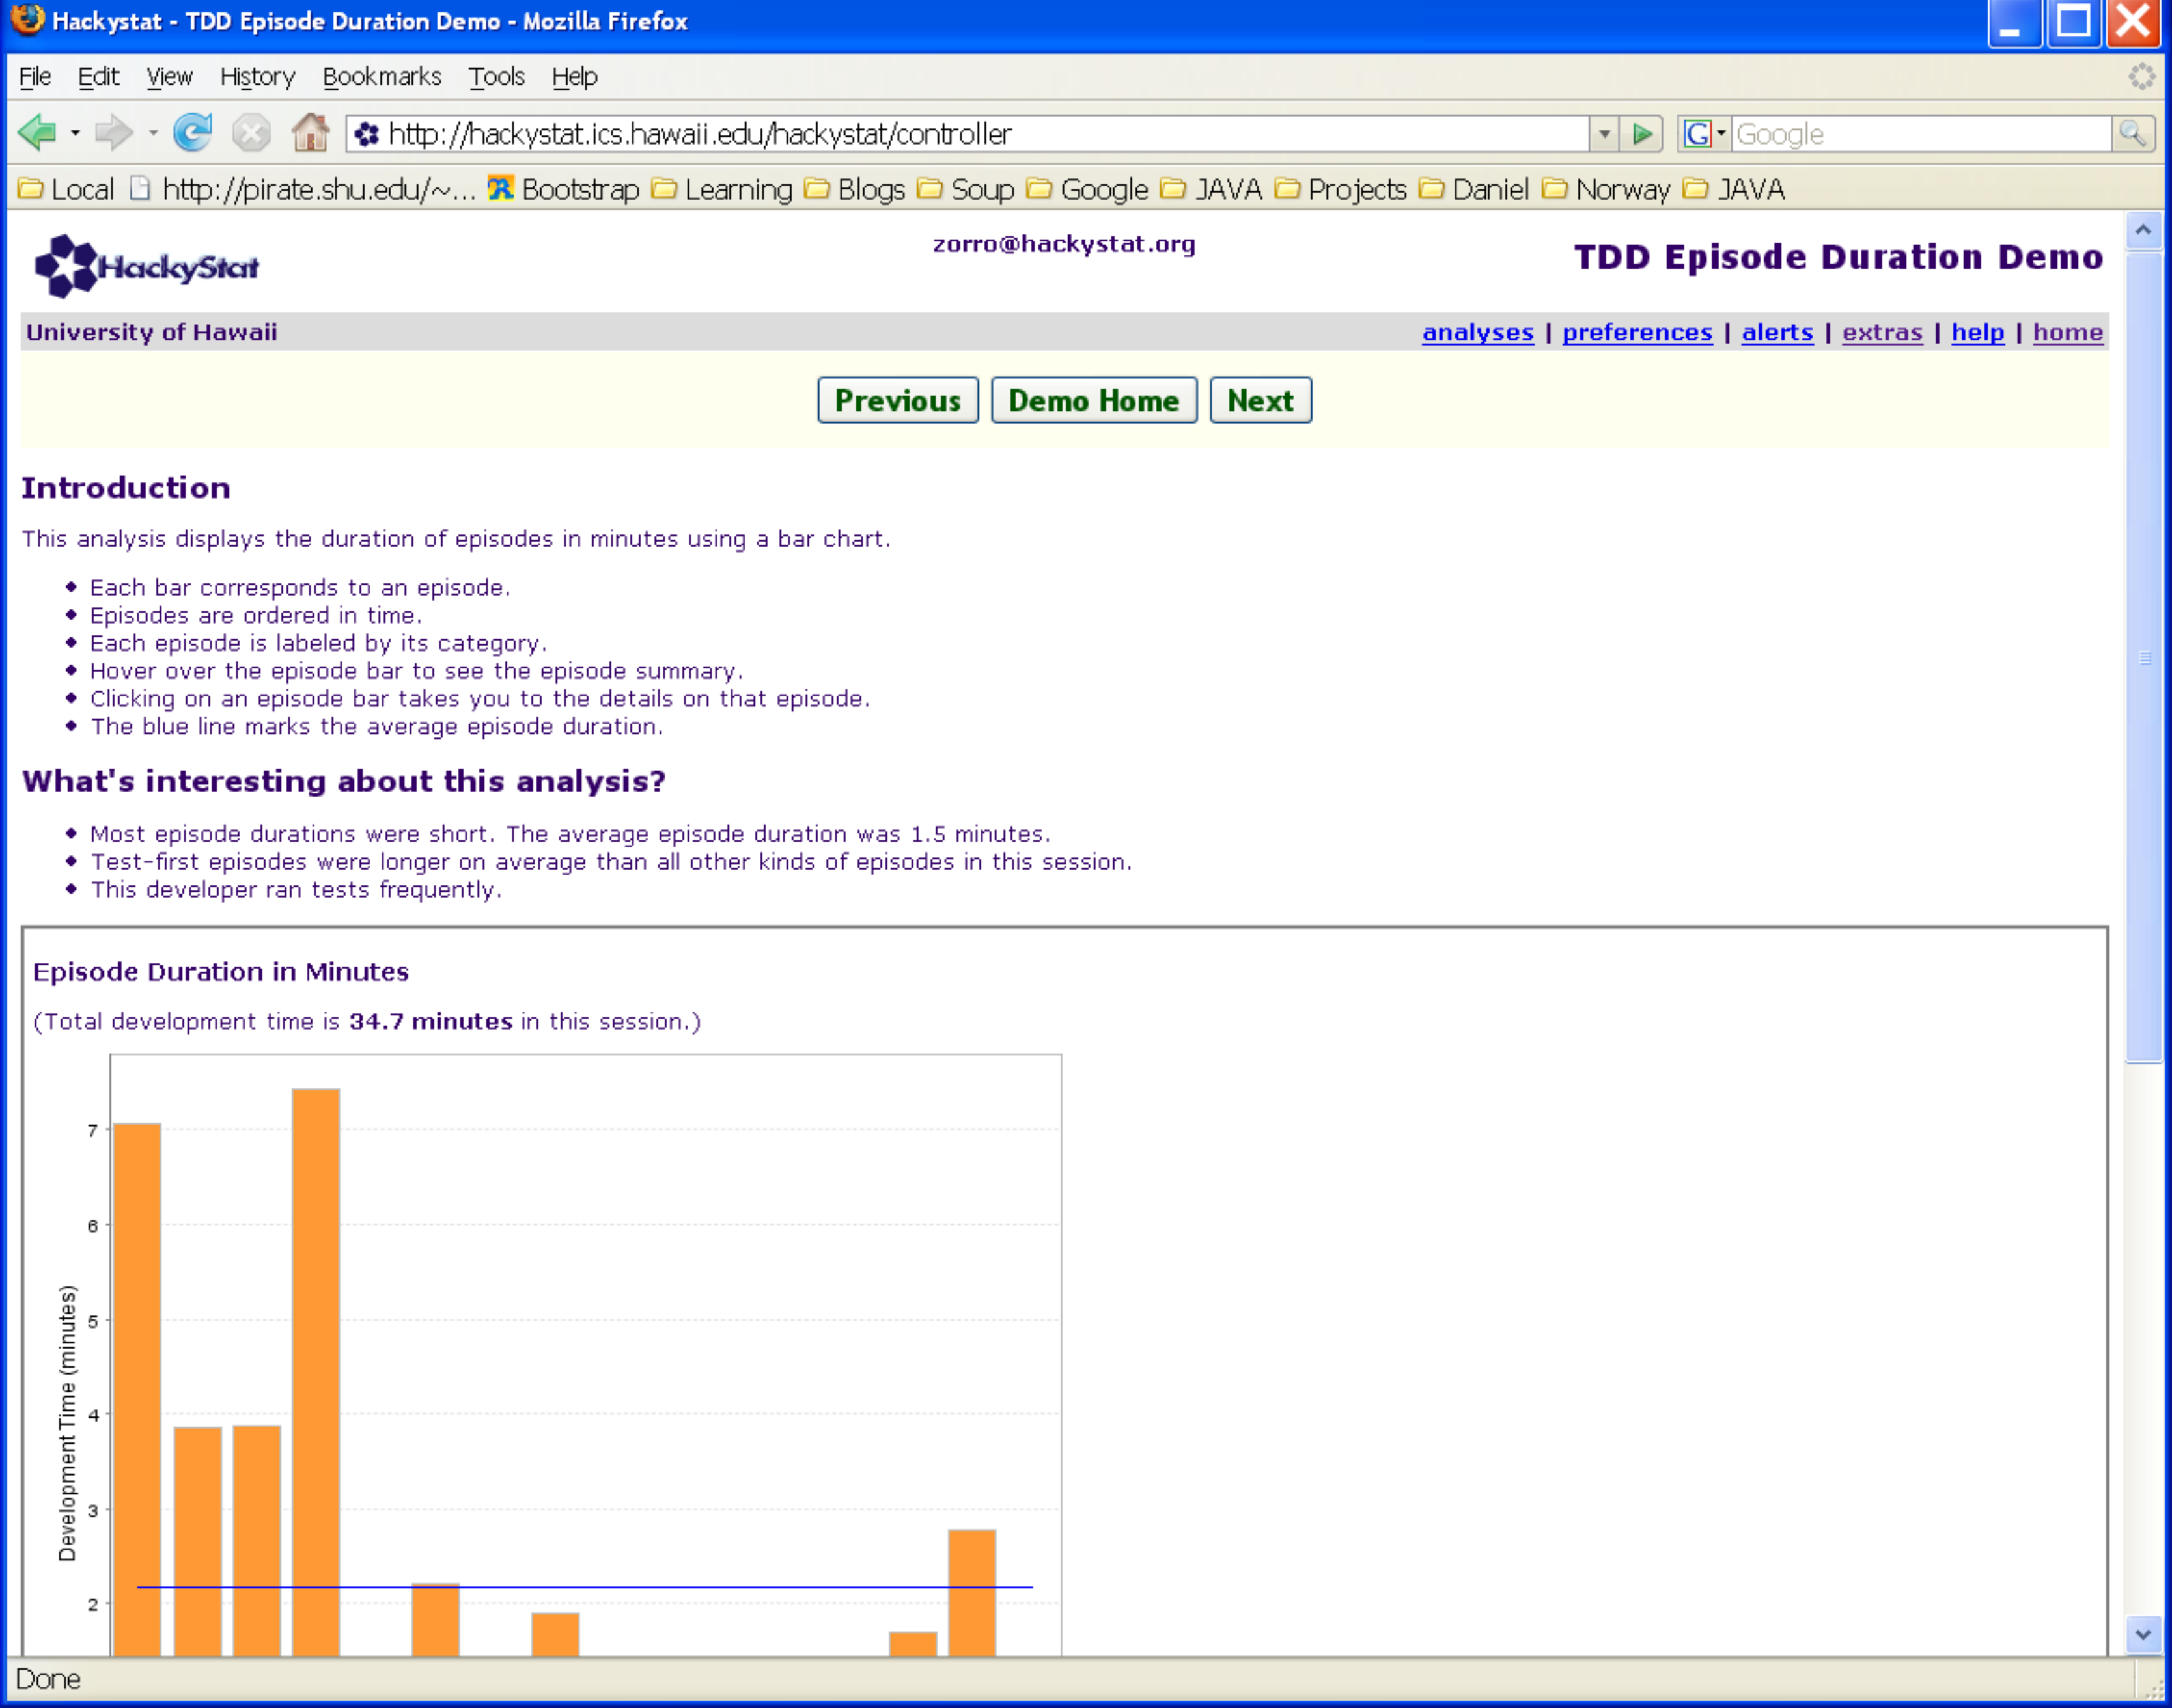 Hackystat - TDD Episode Duration Demo - Mozilla Firefox
File Edit View History Bookmarks Tools Help
http://hackystat.ics.hawaii.edu/hackystat/controller
G Google
Local http://pirate.shu.edu/~... Bootstrap Learning Blogs Soup Google JAVA Projects Daniel Norway JAVA
HackyStat
zorro@hackystat.org
TDD Episode Duration Demo
University of Hawaii
analyses | preferences | alerts | extras | help | home
Previous Demo Home Next
Introduction
This analysis displays the duration of episodes in minutes using a bar chart.
Each bar corresponds to an episode.
Episodes are ordered in time.
Each episode is labeled by its category.
Hover over the episode bar to see the episode summary.
Clicking on an episode bar takes you to the details on that episode.
The blue line marks the average episode duration.
What's interesting about this analysis?
Most episode durations were short. The average episode duration was 1.5 minutes.
Test-first episodes were longer on average than all other kinds of episodes in this session.
This developer ran tests frequently.
Episode Duration in Minutes
(Total development time is 34.7 minutes in this session.)
7
6
5
4
3
2
Development Time (minutes)
Done